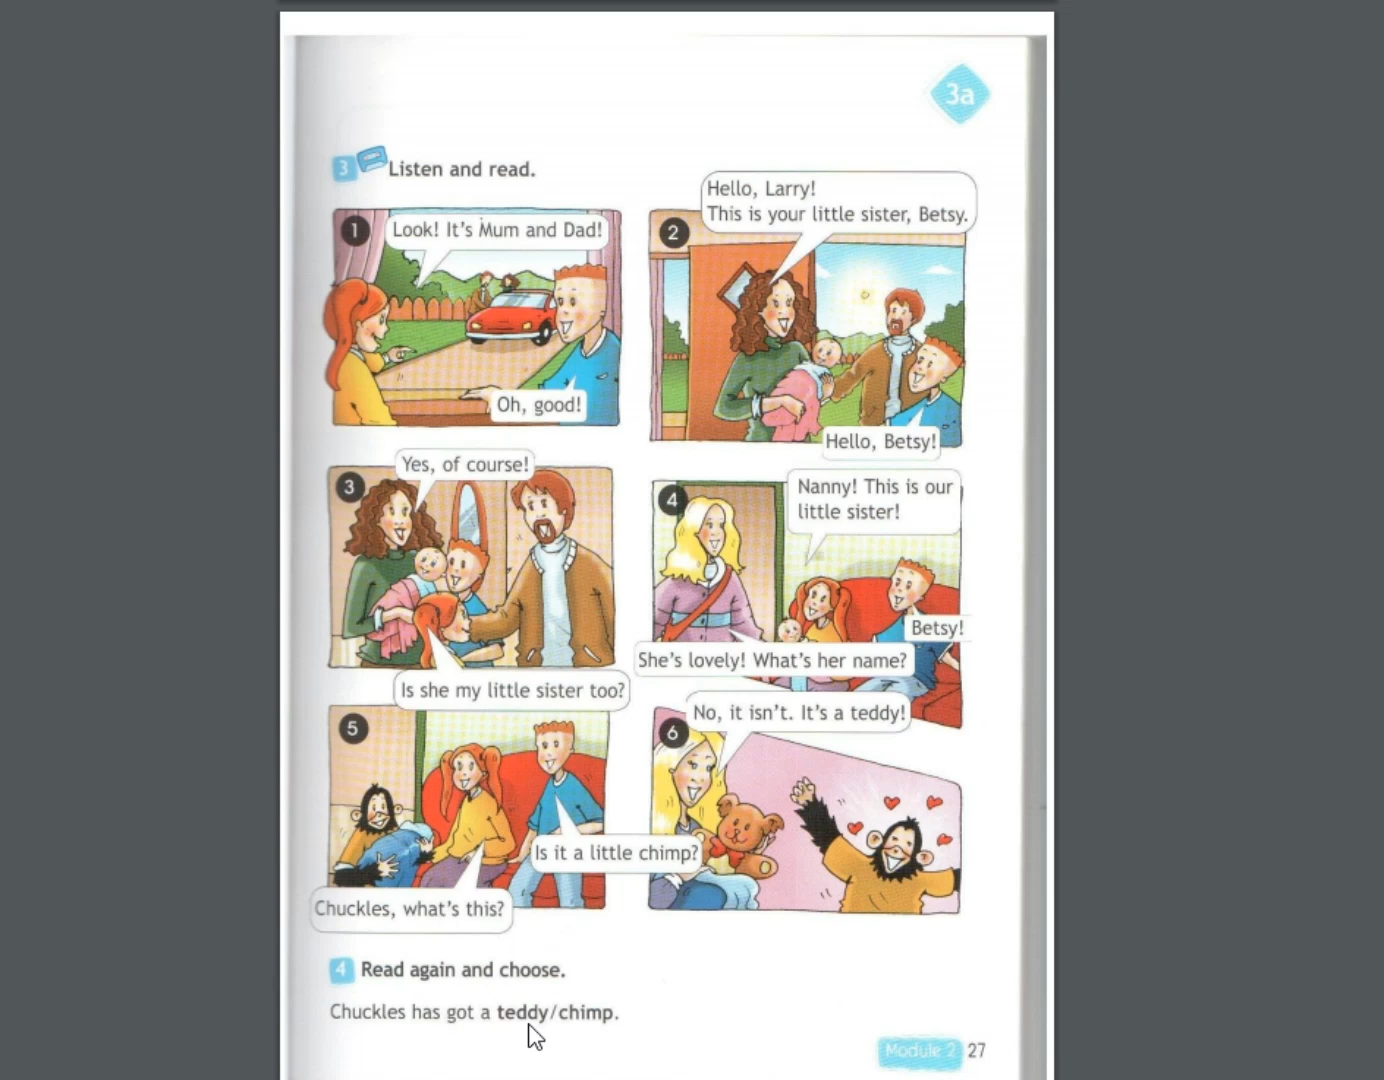 3a
3 Listen and read.
1
Look! It's Mum and Dad!
Oh, good!
2
Hello, Larry!
This is your little sister, Betsy.
Hello, Betsy!
3
Yes, of course!
Is she my little sister too?
4
Nanny! This is our
little sister!
She's lovely! What's her name?
Betsy!
5
Chuckles, what's this?
Is it a little chimp?
6
No, it isn't. It's a teddy!
4 Read again and choose.
Chuckles has got a teddy/chimp.
Module 2 27